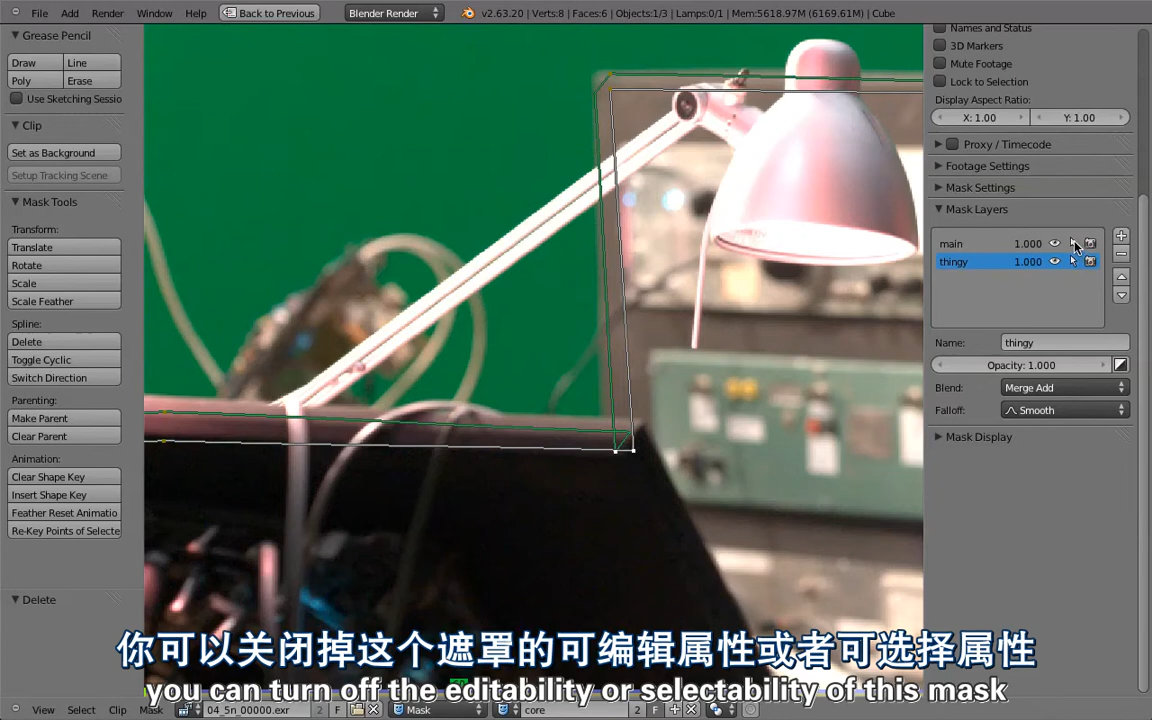 File Add Render Window Help Back to Previous Blender Render v2.63.20 | Verts:8 | Faces:6 | Objects:1/3 | Lamps:0/1 | Mem:5618.97M (6169.61M) | Cube
Grease Pencil
Draw Line
Poly Erase
Use Sketching Sessio
Clip
Set as Background
Setup Tracking Scene
Mask Tools
Transform:
Translate
Rotate
Scale
Scale Feather
Spline:
Delete
Toggle Cyclic
Switch Direction
Parenting:
Make Parent
Clear Parent
Animation:
Clear Shape Key
Insert Shape Key
Feather Reset Animatio
Re-Key Points of Selecte
Delete
Names and Status
3D Markers
Mute Footage
Lock to Selection
Display Aspect Ratio:
X: 1.00 Y: 1.00
Proxy / Timecode
Footage Settings
Mask Settings
Mask Layers
main 1.000
thingy 1.000
Name: thingy
Opacity: 1.000
Blend: Merge Add
Falloff: Smooth
Mask Display
你可以关闭掉这个遮罩的可编辑属性或者可选择属性
you can turn off the editability or selectability of this mask
View Select Clip Mask 04_5n_00000.exr 2 F Mask core 2 F